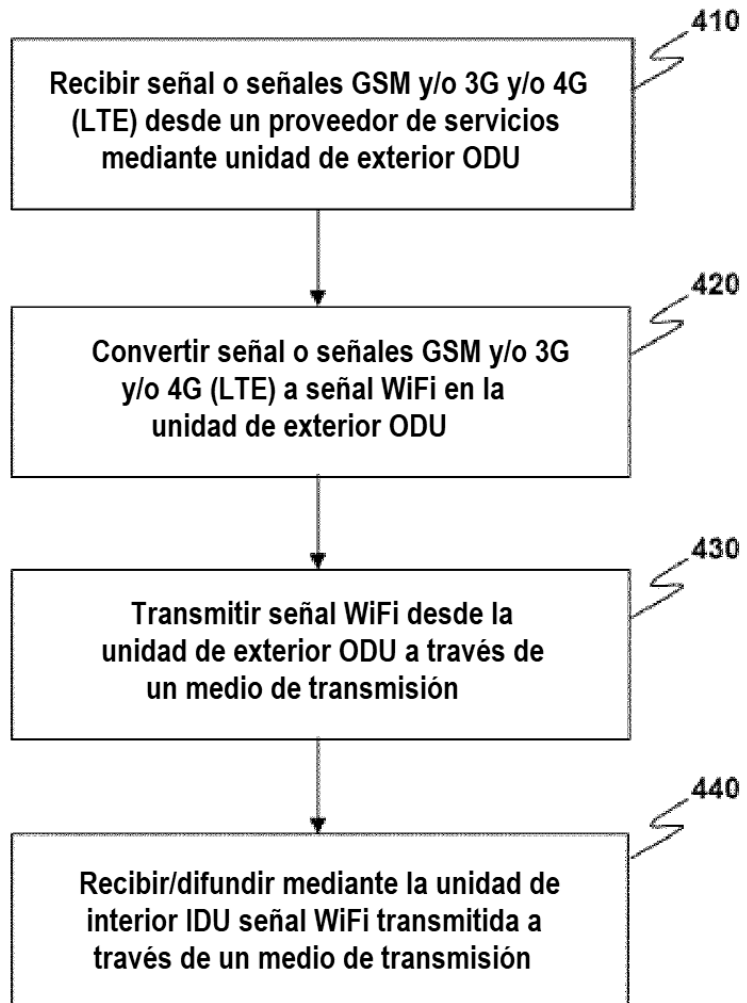 410
Recibir señal o señales GSM y/o 3G y/o 4G
(LTE) desde un proveedor de servicios
mediante unidad de exterior ODU
420
Convertir señal o señales GSM y/o 3G
y/o 4G (LTE) a señal WiFi en la
unidad de exterior ODU
430
Transmitir señal WiFi desde la
unidad de exterior ODU a través de
un medio de transmisión
440
Recibir/difundir mediante la unidad de
interior IDU señal WiFi transmitida a
través de un medio de transmisión